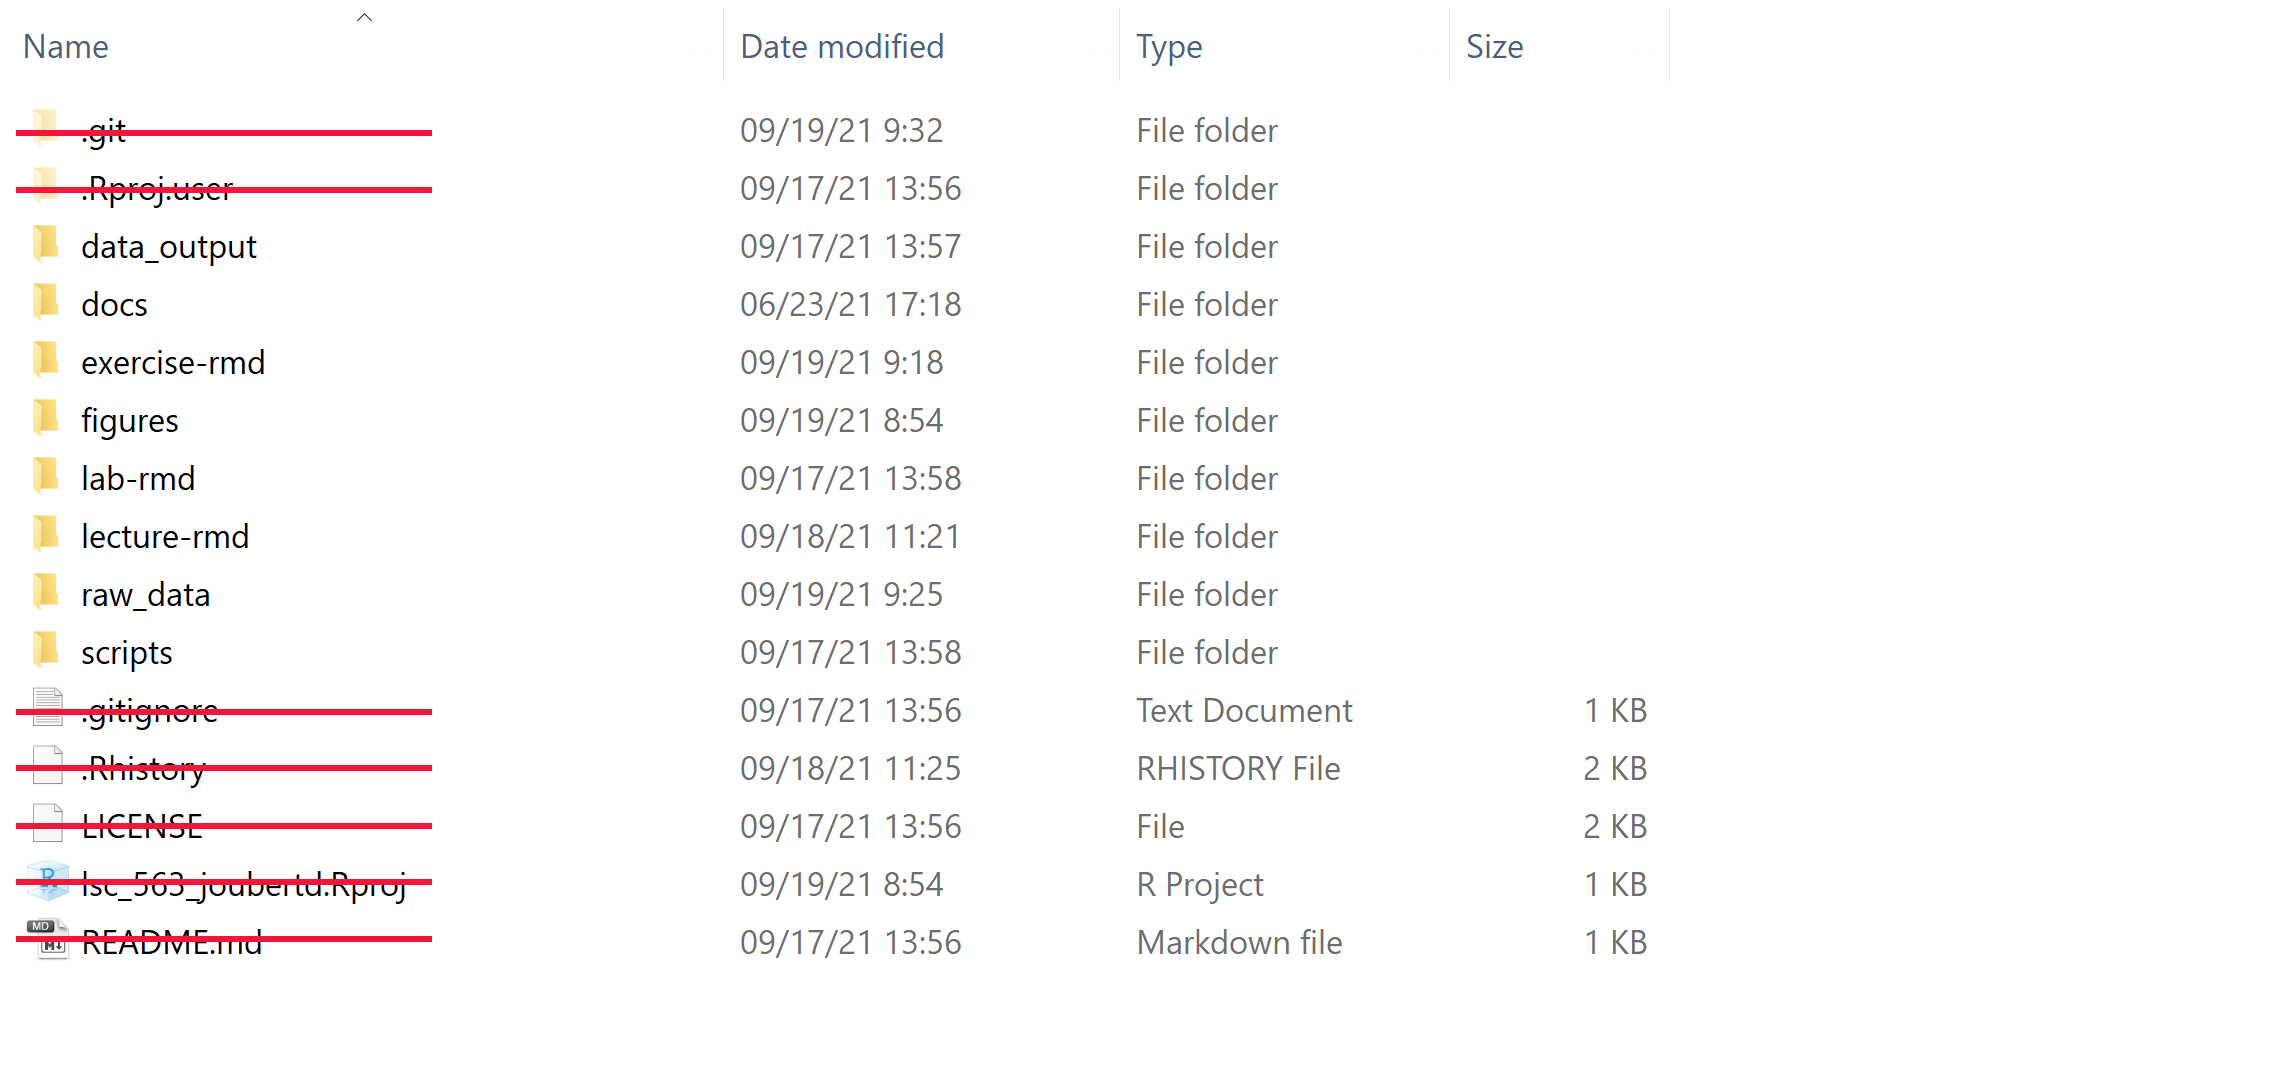 Name Date modified Type Size
.git 09/19/21 9:32 File folder
.Rproj.user 09/17/21 13:56 File folder
data_output 09/17/21 13:57 File folder
docs 06/23/21 17:18 File folder
exercise-rmd 09/19/21 9:18 File folder
figures 09/19/21 8:54 File folder
lab-rmd 09/17/21 13:58 File folder
lecture-rmd 09/18/21 11:21 File folder
raw_data 09/19/21 9:25 File folder
scripts 09/17/21 13:58 File folder
.gitignore 09/17/21 13:56 Text Document 1 KB
.Rhistory 09/18/21 11:25 RHISTORY File 2 KB
LICENSE 09/17/21 13:56 File 2 KB
lsc_563_joubertd.Rproj 09/19/21 8:54 R Project 1 KB
README.md 09/17/21 13:56 Markdown file 1 KB